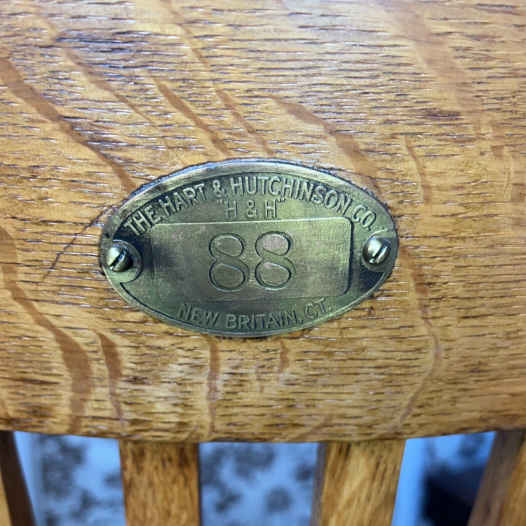 THE HART & HUTCHINSON CO.
"H & H"
88
NEW BRITAIN, CT.